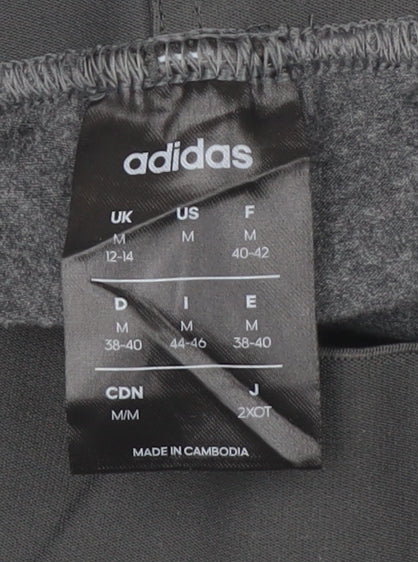 adidas
UK US F
M M M
12-14 40-42
D I E
M M M
38-40 44-46 38-40
CDN J
M/M 2XOT
MADE IN CAMBODIA